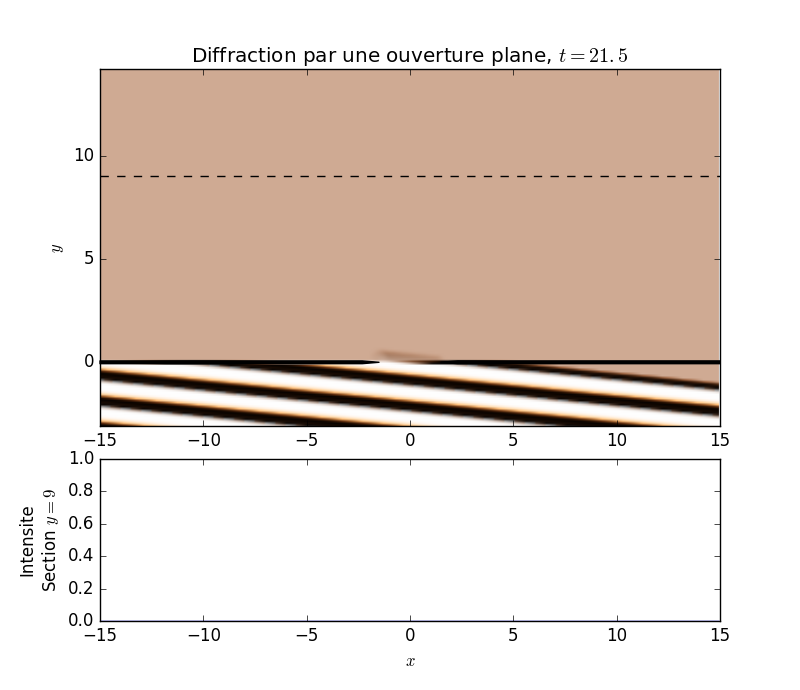 Diffraction par une ouverture plane, t = 21.5
10
5
0
y
−15 −10 −5 0 5 10 15
1.0
0.8
0.6
0.4
0.2
0.0
Intensite
Section y = 9
−15 −10 −5 0 5 10 15
x